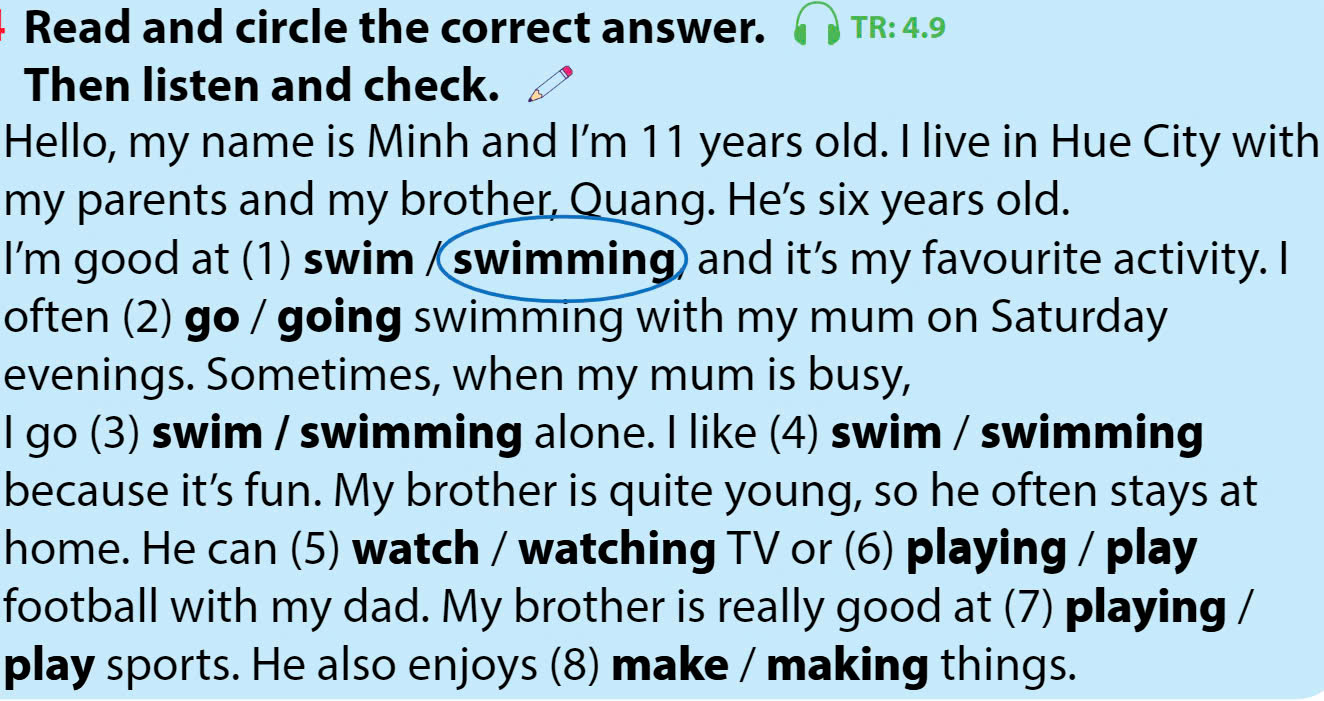 Read and circle the correct answer. TR: 4.9
Then listen and check.
Hello, my name is Minh and I’m 11 years old. I live in Hue City with
my parents and my brother, Quang. He’s six years old.
I’m good at (1) swim / swimming, and it’s my favourite activity. I
often (2) go / going swimming with my mum on Saturday
evenings. Sometimes, when my mum is busy,
I go (3) swim / swimming alone. I like (4) swim / swimming
because it’s fun. My brother is quite young, so he often stays at
home. He can (5) watch / watching TV or (6) playing / play
football with my dad. My brother is really good at (7) playing /
play sports. He also enjoys (8) make / making things.